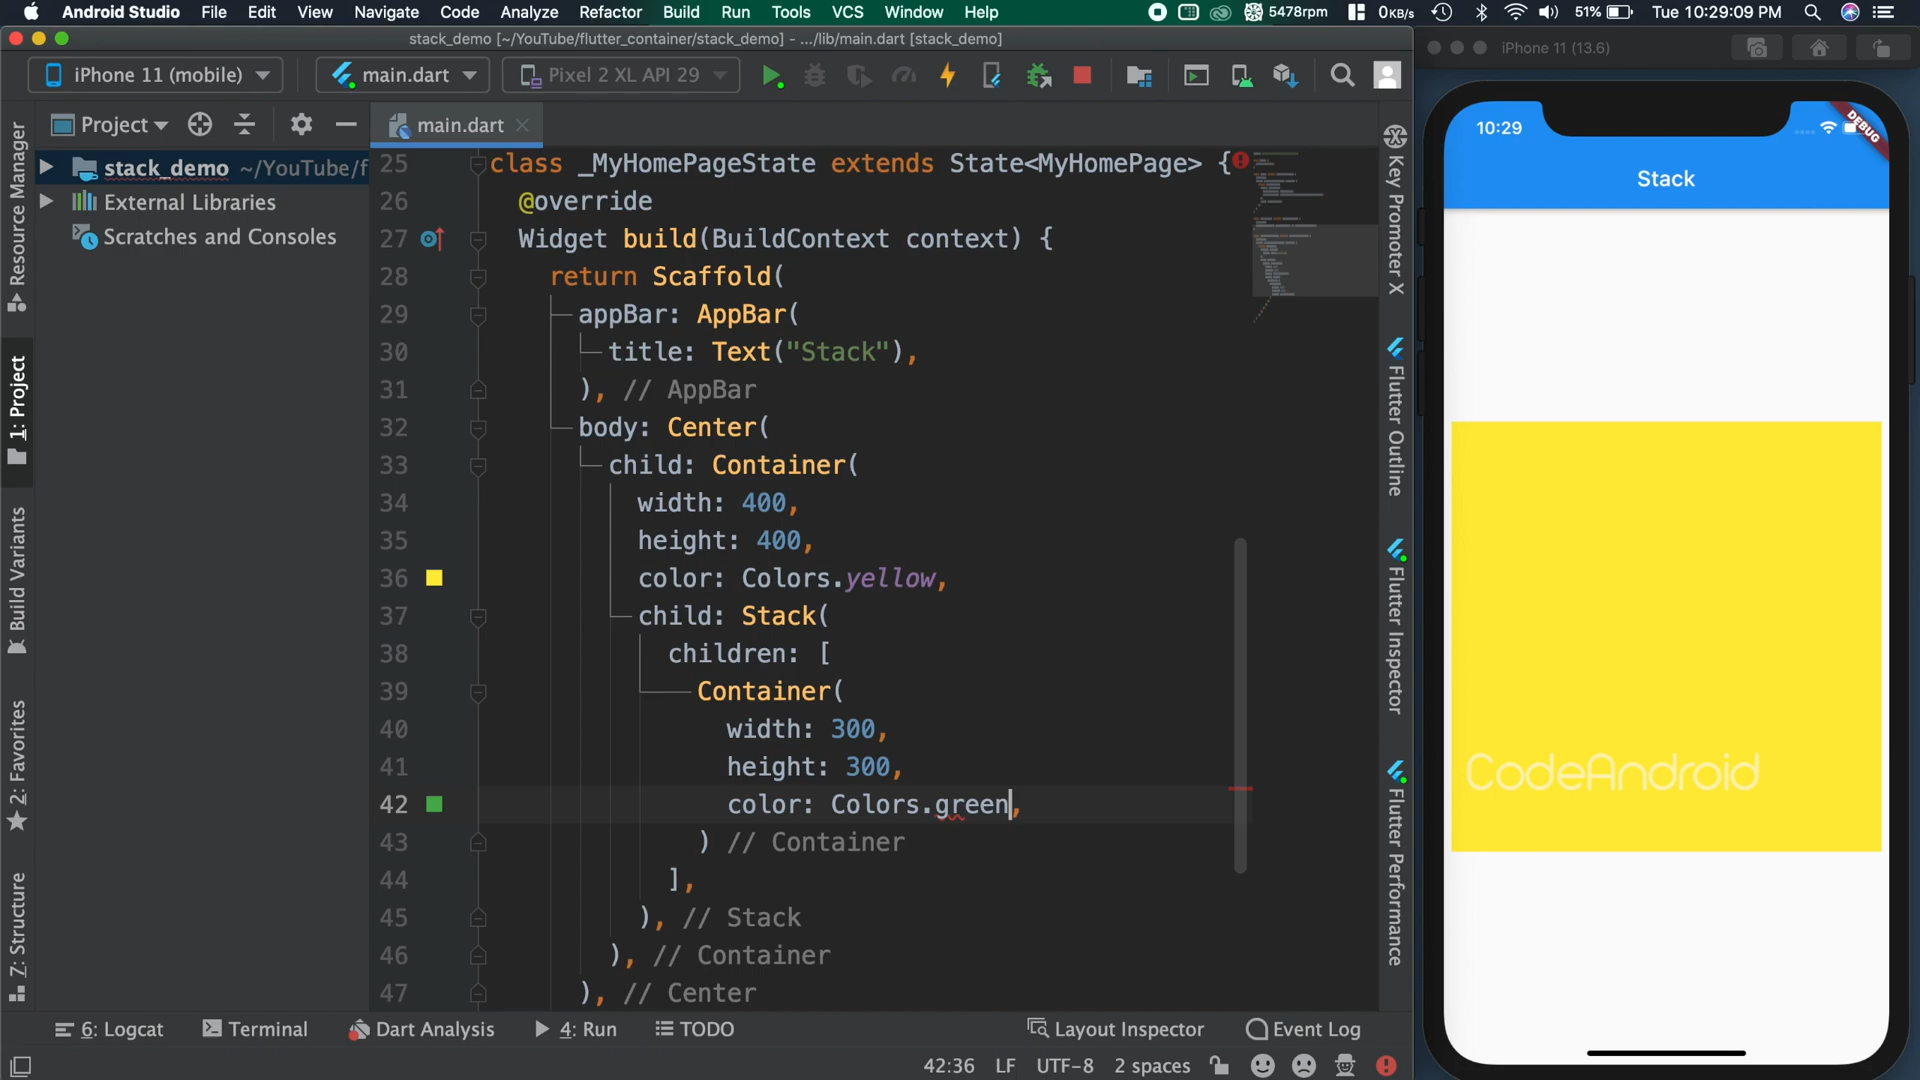 Android Studio File Edit View Navigate Code Analyze Refactor Build Run Tools VCS Window Help 5478rpm 0KB/s 51% Tue 10:29:09 PM
stack_demo [~/YouTube/flutter_container/stack_demo] - .../lib/main.dart [stack_demo]
iPhone 11 (13.6)
iPhone 11 (mobile) main.dart Pixel 2 XL API 29
Project main.dart
stack_demo ~/YouTube/f
External Libraries
Scratches and Consoles
Resource Manager
1: Project
Build Variants
2: Favorites
Z: Structure
25 class _MyHomePageState extends State<MyHomePage> {
26 @override
27 Widget build(BuildContext context) {
28 return Scaffold(
29 appBar: AppBar(
30 title: Text("Stack"),
31 ), // AppBar
32 body: Center(
33 child: Container(
34 width: 400,
35 height: 400,
36 color: Colors.yellow,
37 child: Stack(
38 children: [
39 Container(
40 width: 300,
41 height: 300,
42 color: Colors.green,
43 ) // Container
44 ],
45 ), // Stack
46 ), // Container
47 ), // Center
Key Promoter X
Flutter Outline
Flutter Inspector
Flutter Performance
6: Logcat Terminal Dart Analysis 4: Run TODO Layout Inspector Event Log
42:36 LF UTF-8 2 spaces
10:29
DEBUG
Stack
CodeAndroid